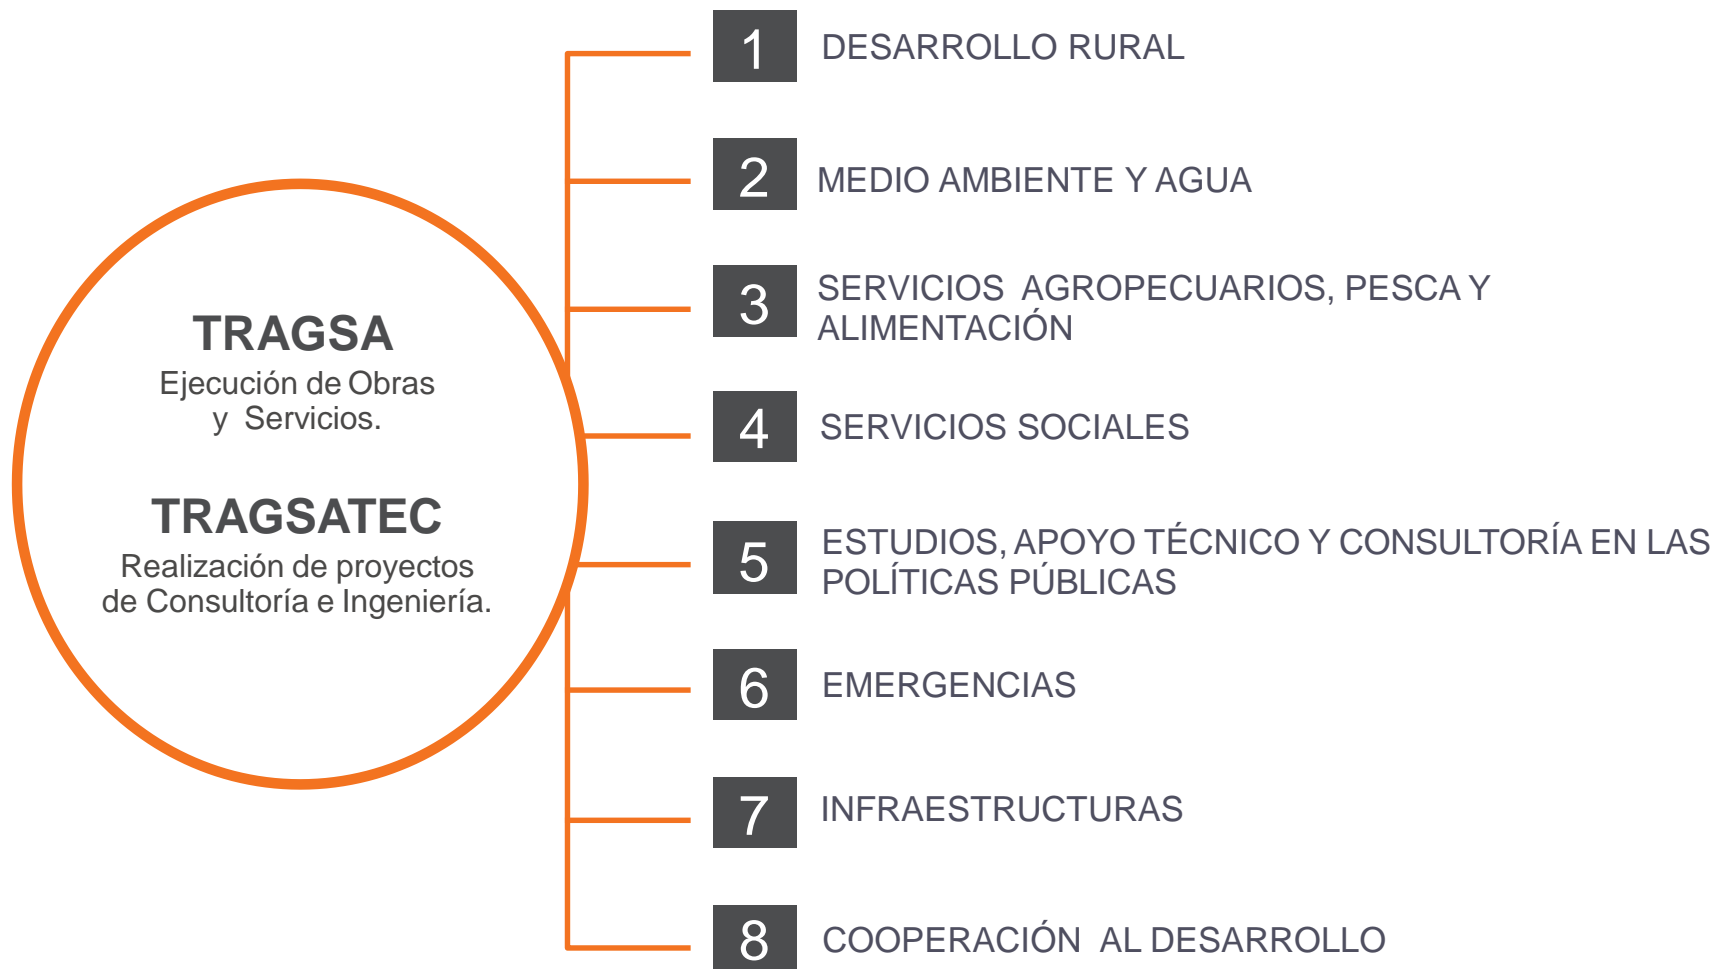 TRAGSA
Ejecución de Obras
y Servicios.
TRAGSATEC
Realización de proyectos
de Consultoría e Ingeniería.
1 DESARROLLO RURAL
2 MEDIO AMBIENTE Y AGUA
3 SERVICIOS AGROPECUARIOS, PESCA Y
ALIMENTACIÓN
4 SERVICIOS SOCIALES
5 ESTUDIOS, APOYO TÉCNICO Y CONSULTORÍA EN LAS
POLÍTICAS PÚBLICAS
6 EMERGENCIAS
7 INFRAESTRUCTURAS
8 COOPERACIÓN AL DESARROLLO